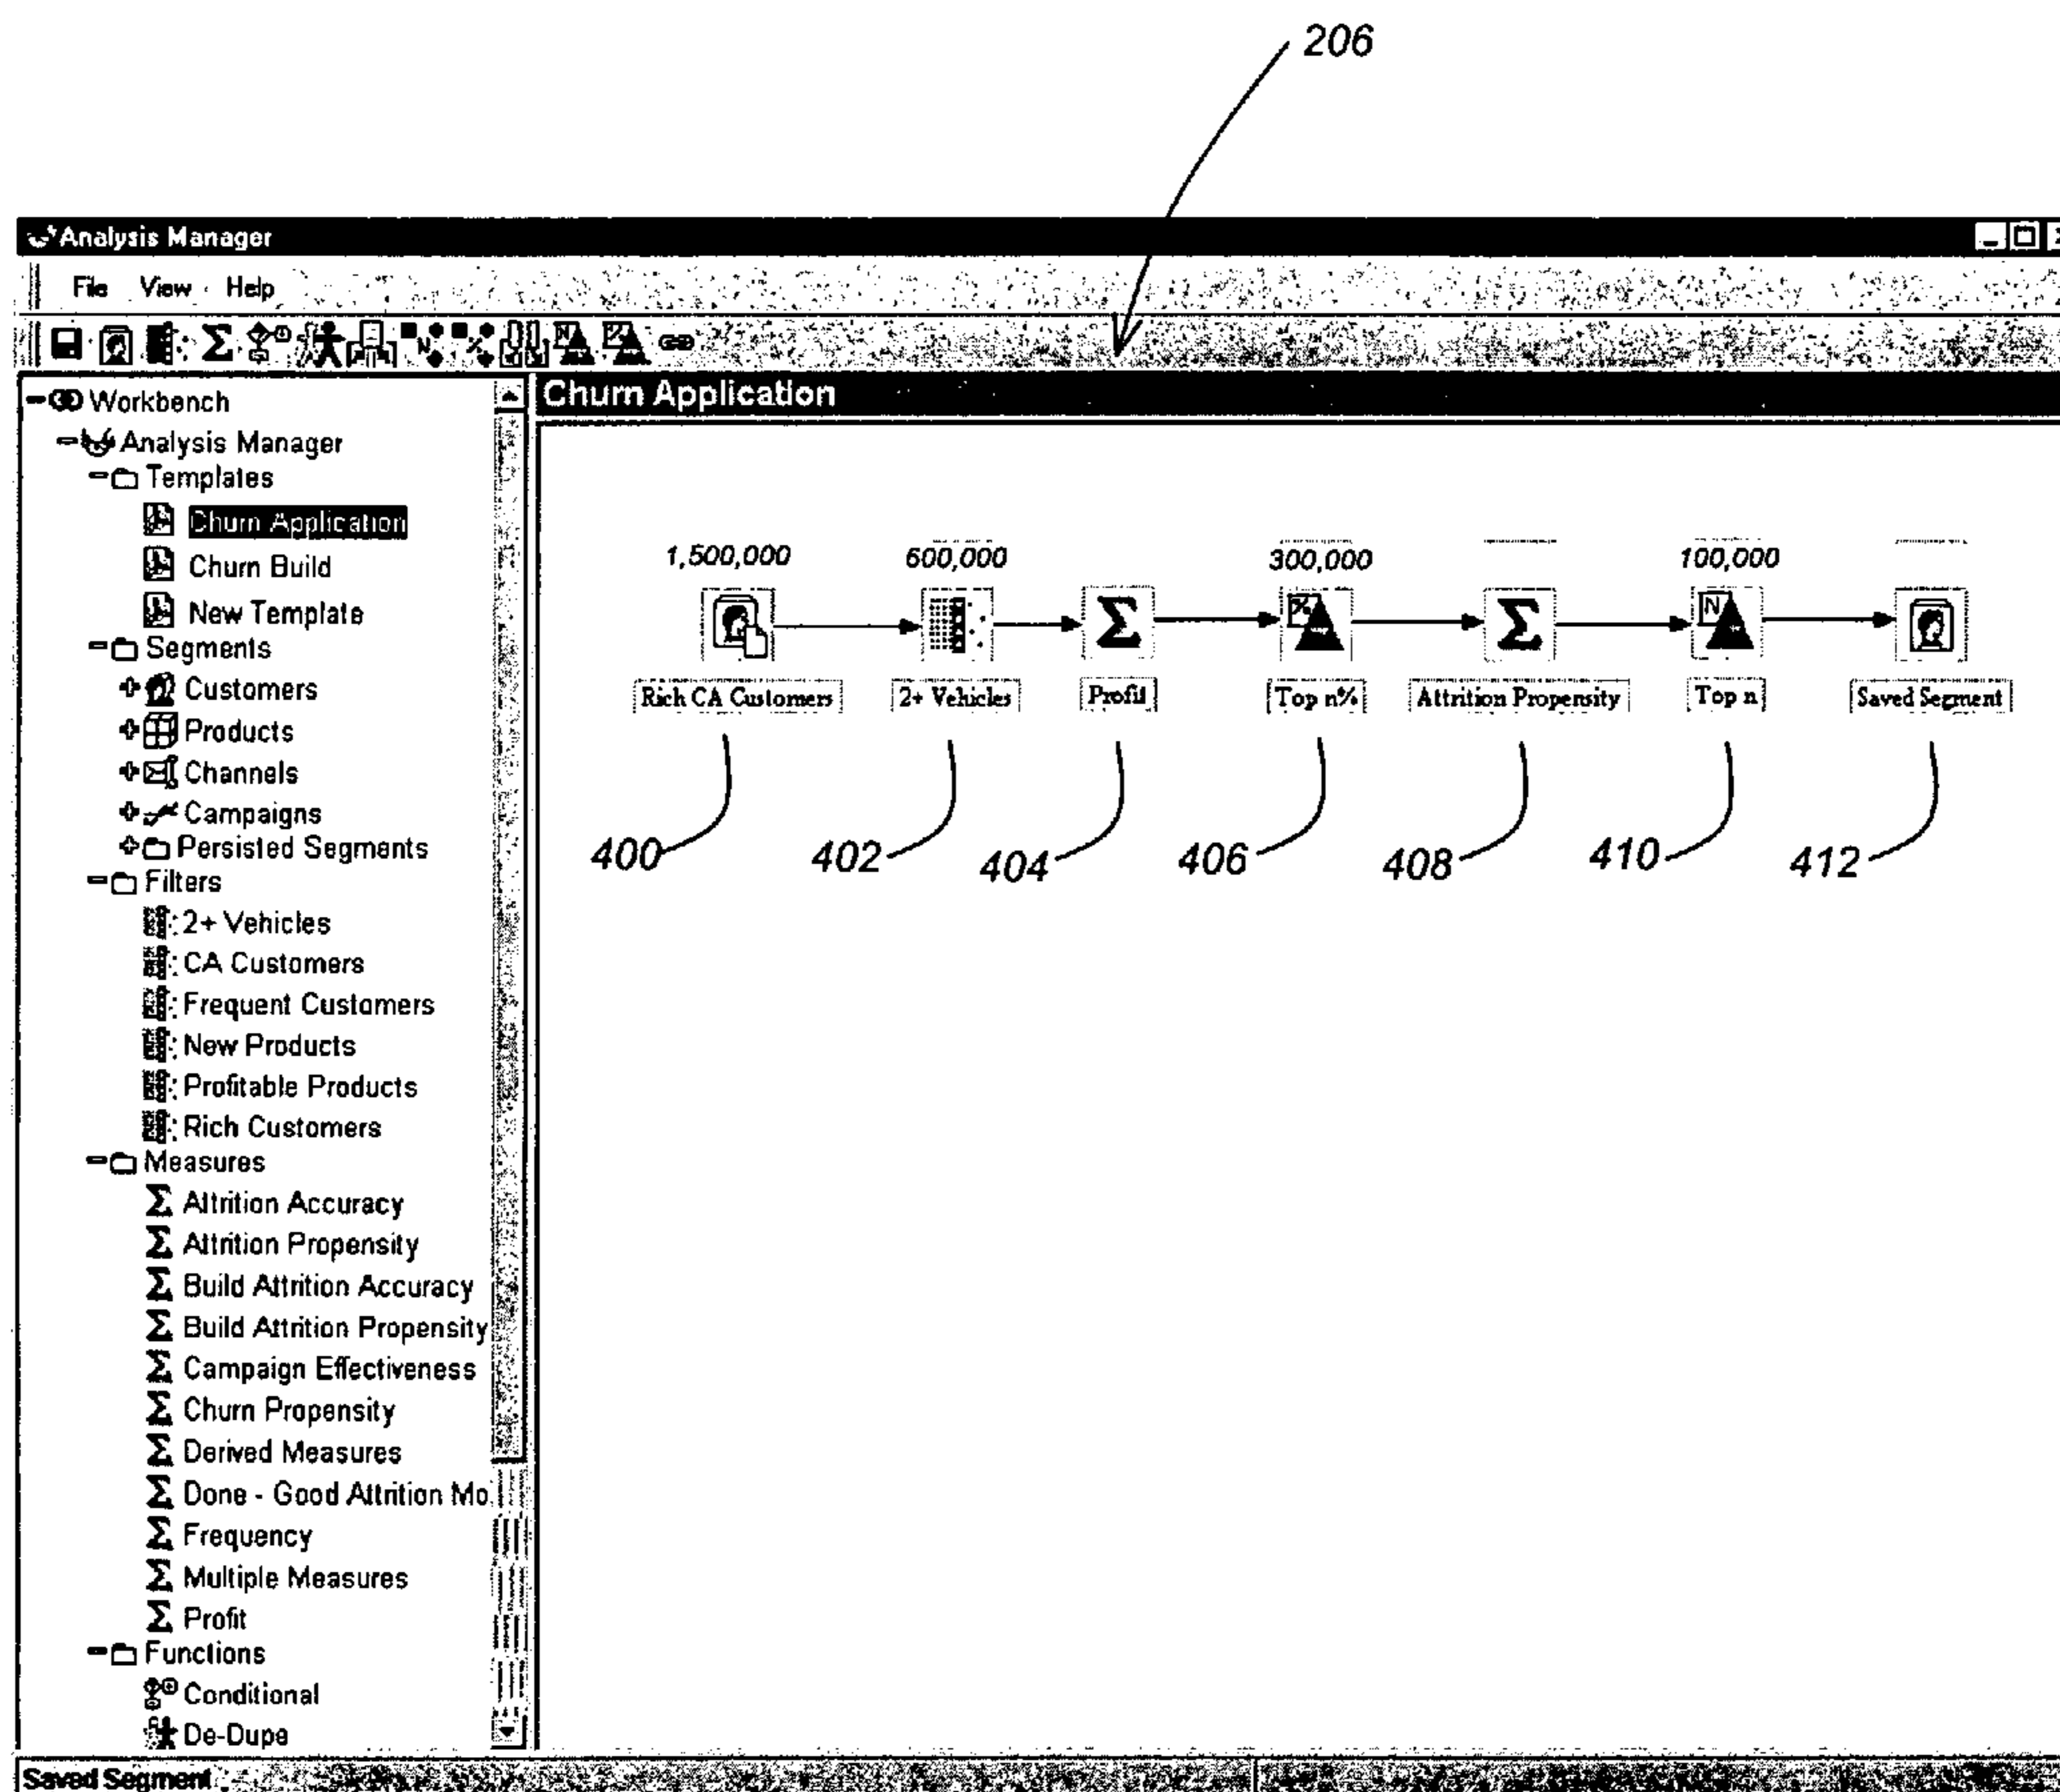 206
Analysis Manager
File View Help
Workbench
Analysis Manager
Templates
Churn Application
Churn Build
New Template
Segments
Customers
Products
Channels
Campaigns
Persisted Segments
Filters
2+ Vehicles
CA Customers
Frequent Customers
New Products
Profitable Products
Rich Customers
Measures
Attrition Accuracy
Attrition Propensity
Build Attrition Accuracy
Build Attrition Propensity
Campaign Effectiveness
Churn Propensity
Derived Measures
Done - Good Attrition Mo
Frequency
Multiple Measures
Profit
Functions
Conditional
De-Dupe
Churn Application
1,500,000 600,000 300,000 100,000
N
Rich CA Customers 2+ Vehicles Profit Top n% Attrition Propensity Top n Saved Segment
400 402 404 406 408 410 412
Saved Segment